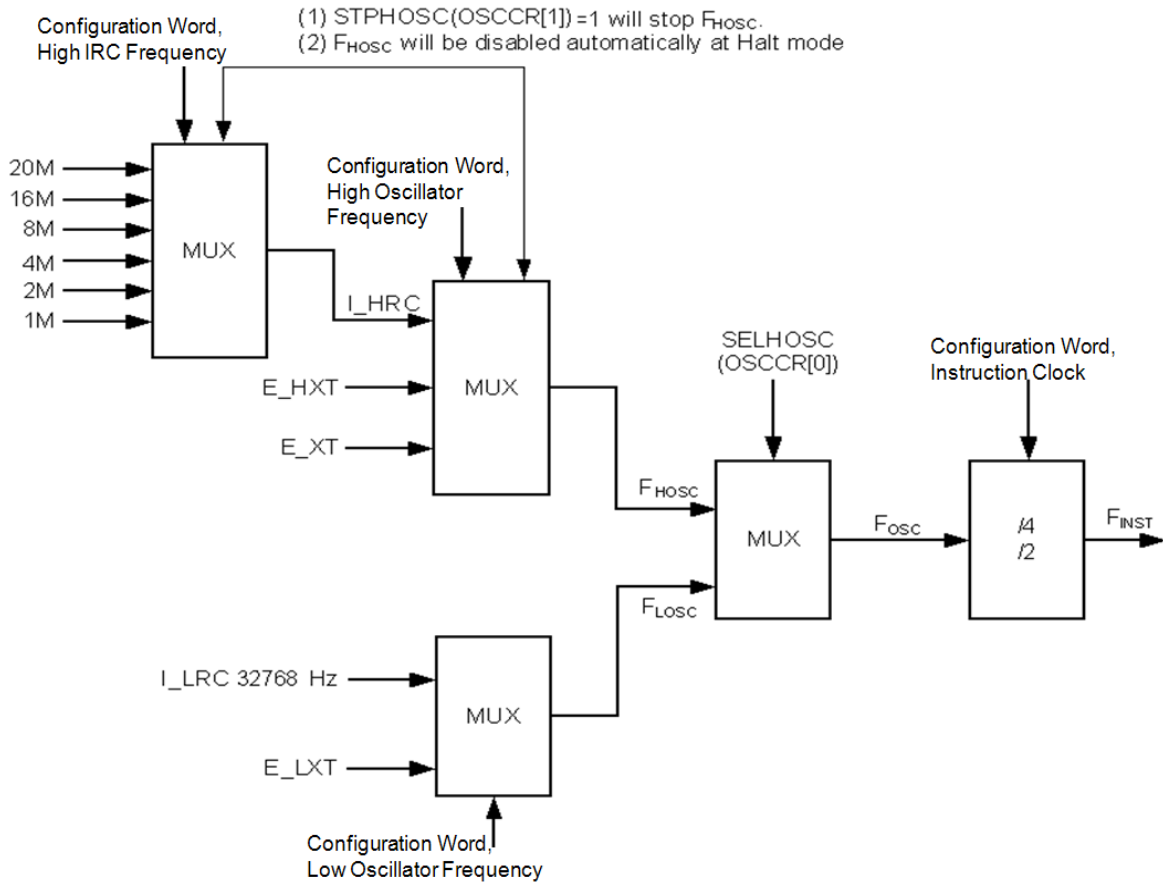 Configuration Word,
High IRC Frequency
(1) STPHOSC(OSCCR[1])=1 will stop FHOSC.
(2) FHOSC will be disabled automatically at Halt mode
20M
16M
8M
4M
2M
1M
MUX
Configuration Word,
High Oscillator
Frequency
I_HRC
E_HXT
E_XT
MUX
SELHOSC
(OSCCR[0])
Configuration Word,
Instruction Clock
FHOSC
FLOSC
MUX
FOSC
/4
/2
FINST
I_LRC 32768 Hz
E_LXT
MUX
Configuration Word,
Low Oscillator Frequency